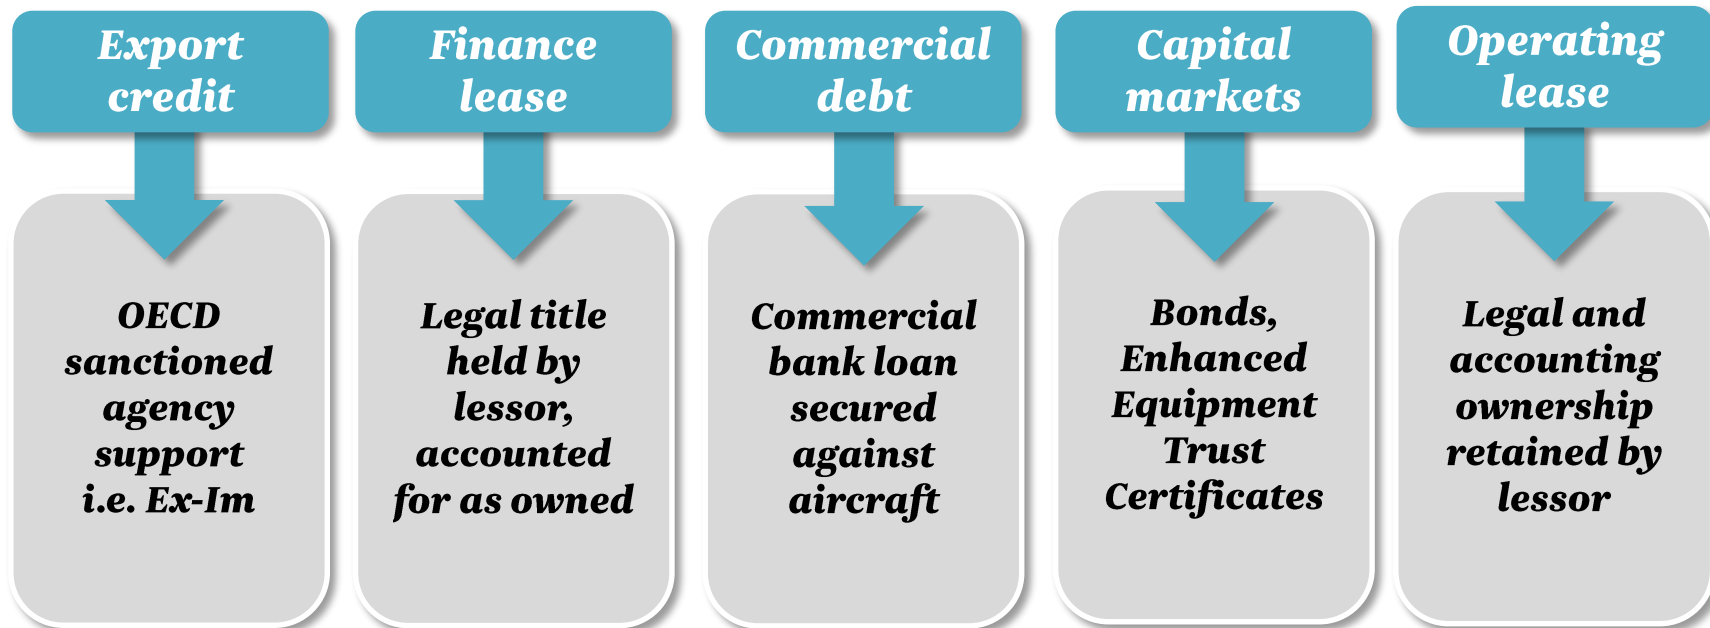 Export
credit
OECD
sanctioned
agency
support
i.e. Ex-Im
Finance
lease
Legal title
held by
lessor,
accounted
for as owned
Commercial
debt
Commercial
bank loan
secured
against
aircraft
Capital
markets
Bonds,
Enhanced
Equipment
Trust
Certificates
Operating
lease
Legal and
accounting
ownership
retained by
lessor